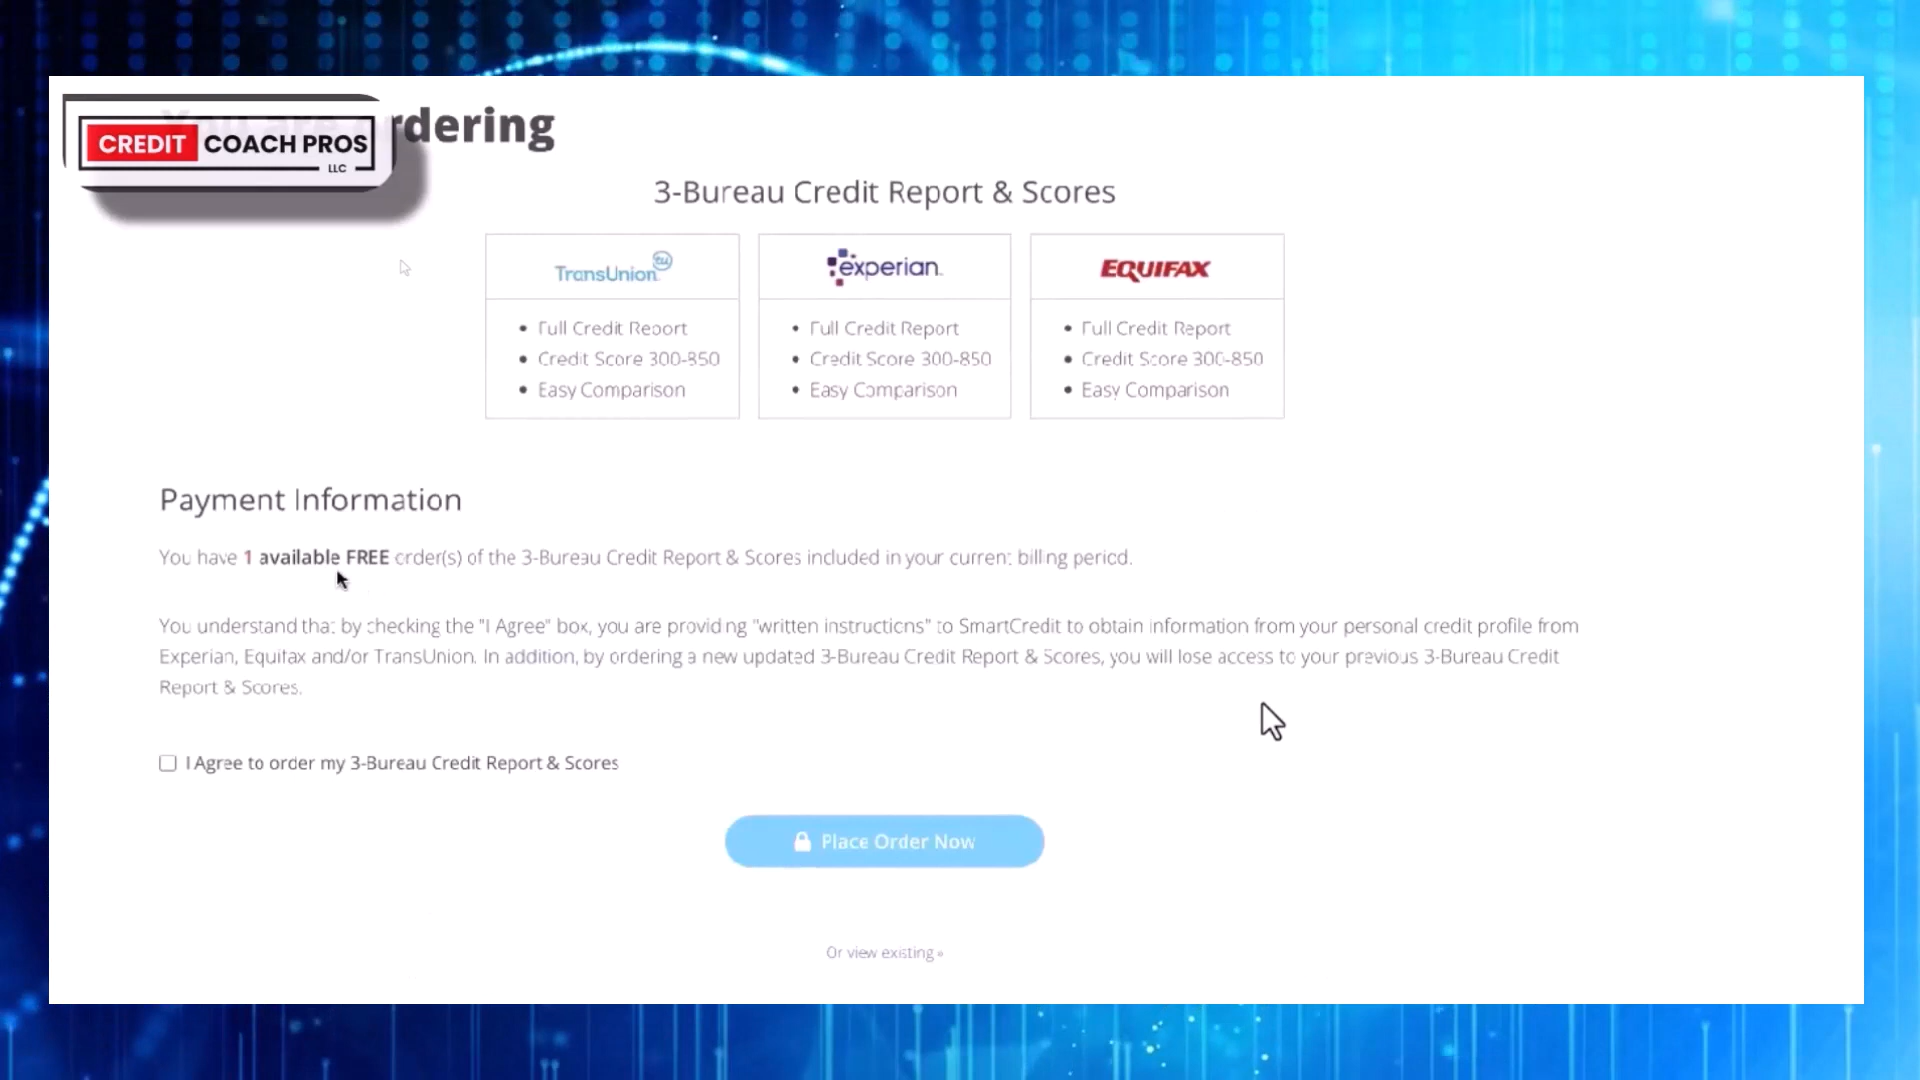 You are ordering
CREDIT COACH PROS
LLC
3-Bureau Credit Report & Scores
TransUnion tu
experian.
EQUIFAX
• Full Credit Report
• Credit Score 300-850
• Easy Comparison
• Full Credit Report
• Credit Score 300-850
• Easy Comparison
• Full Credit Report
• Credit Score 300-850
• Easy Comparison
Payment Information
You have 1 available FREE order(s) of the 3-Bureau Credit Report & Scores included in your current billing period.
You understand that by checking the "I Agree" box, you are providing "written instructions" to SmartCredit to obtain information from your personal credit profile from
Experian, Equifax and/or TransUnion. In addition, by ordering a new updated 3-Bureau Credit Report & Scores, you will lose access to your previous 3-Bureau Credit
Report & Scores.
I Agree to order my 3-Bureau Credit Report & Scores
Place Order Now
Or view existing »